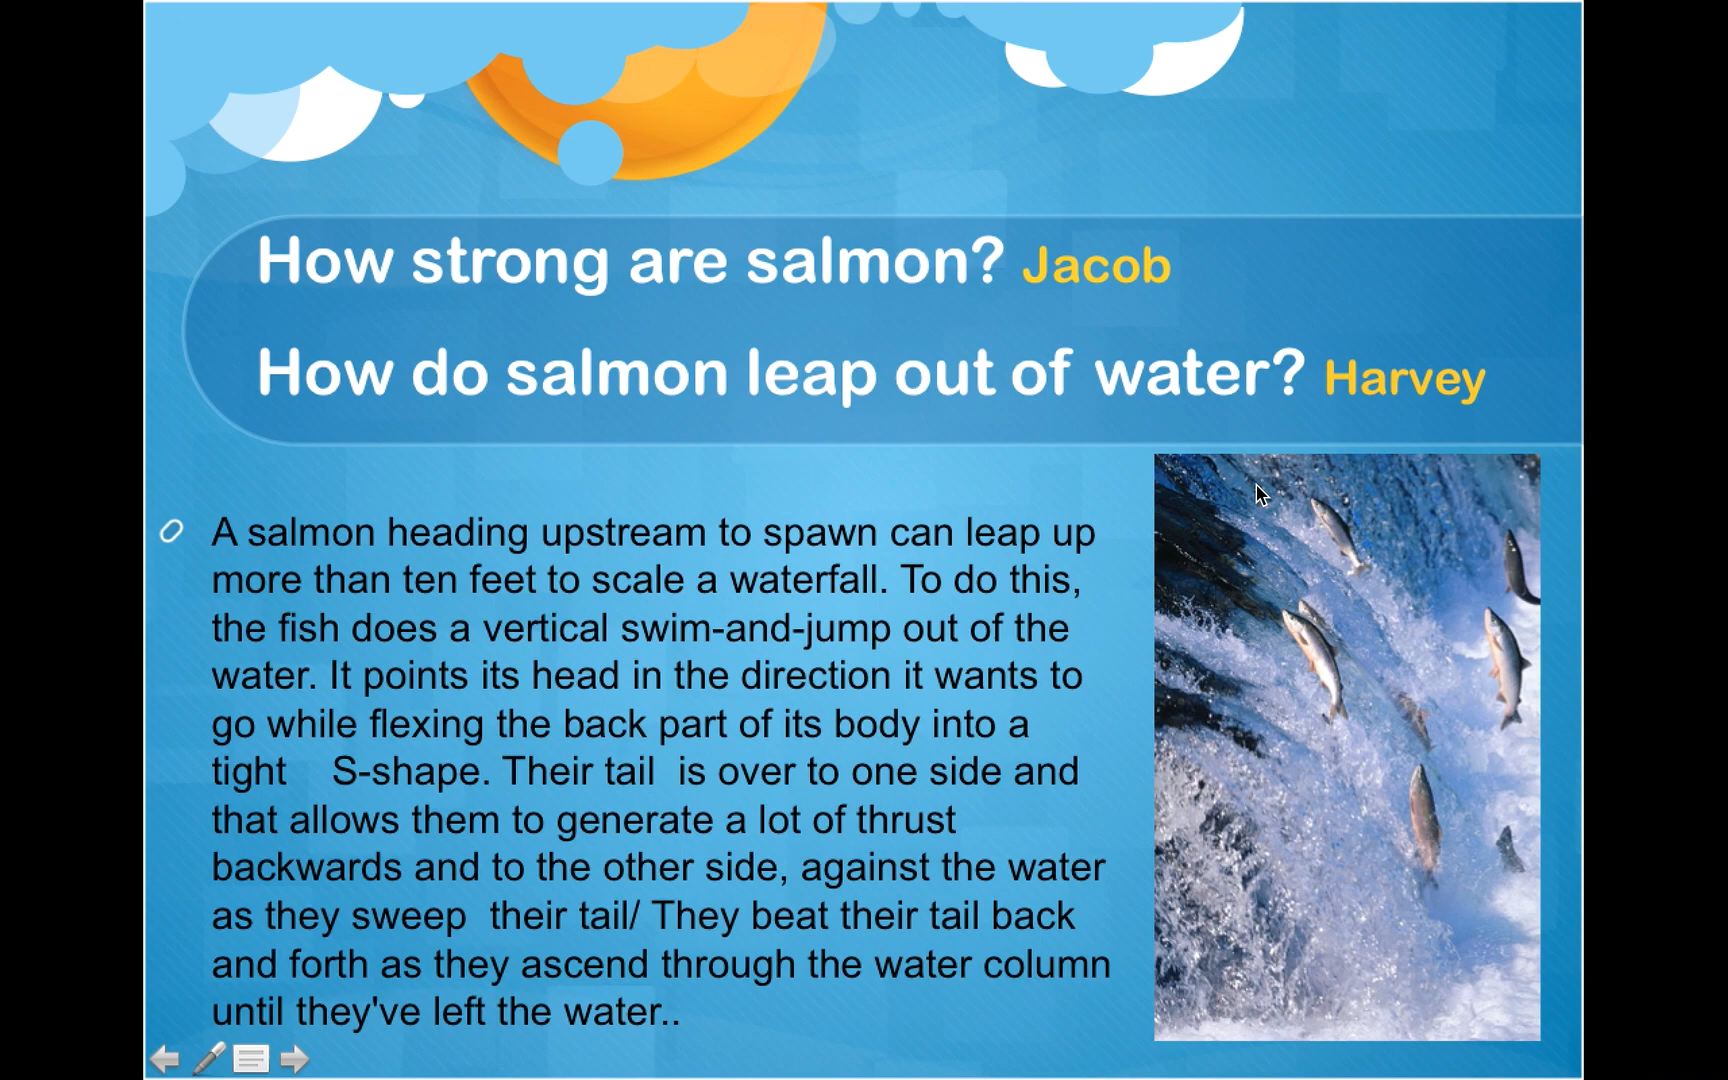 How strong are salmon? Jacob
How do salmon leap out of water? Harvey
A salmon heading upstream to spawn can leap up
more than ten feet to scale a waterfall. To do this,
the fish does a vertical swim-and-jump out of the
water. It points its head in the direction it wants to
go while flexing the back part of its body into a
tight    S-shape. Their tail  is over to one side and
that allows them to generate a lot of thrust
backwards and to the other side, against the water
as they sweep  their tail/ They beat their tail back
and forth as they ascend through the water column
until they've left the water..